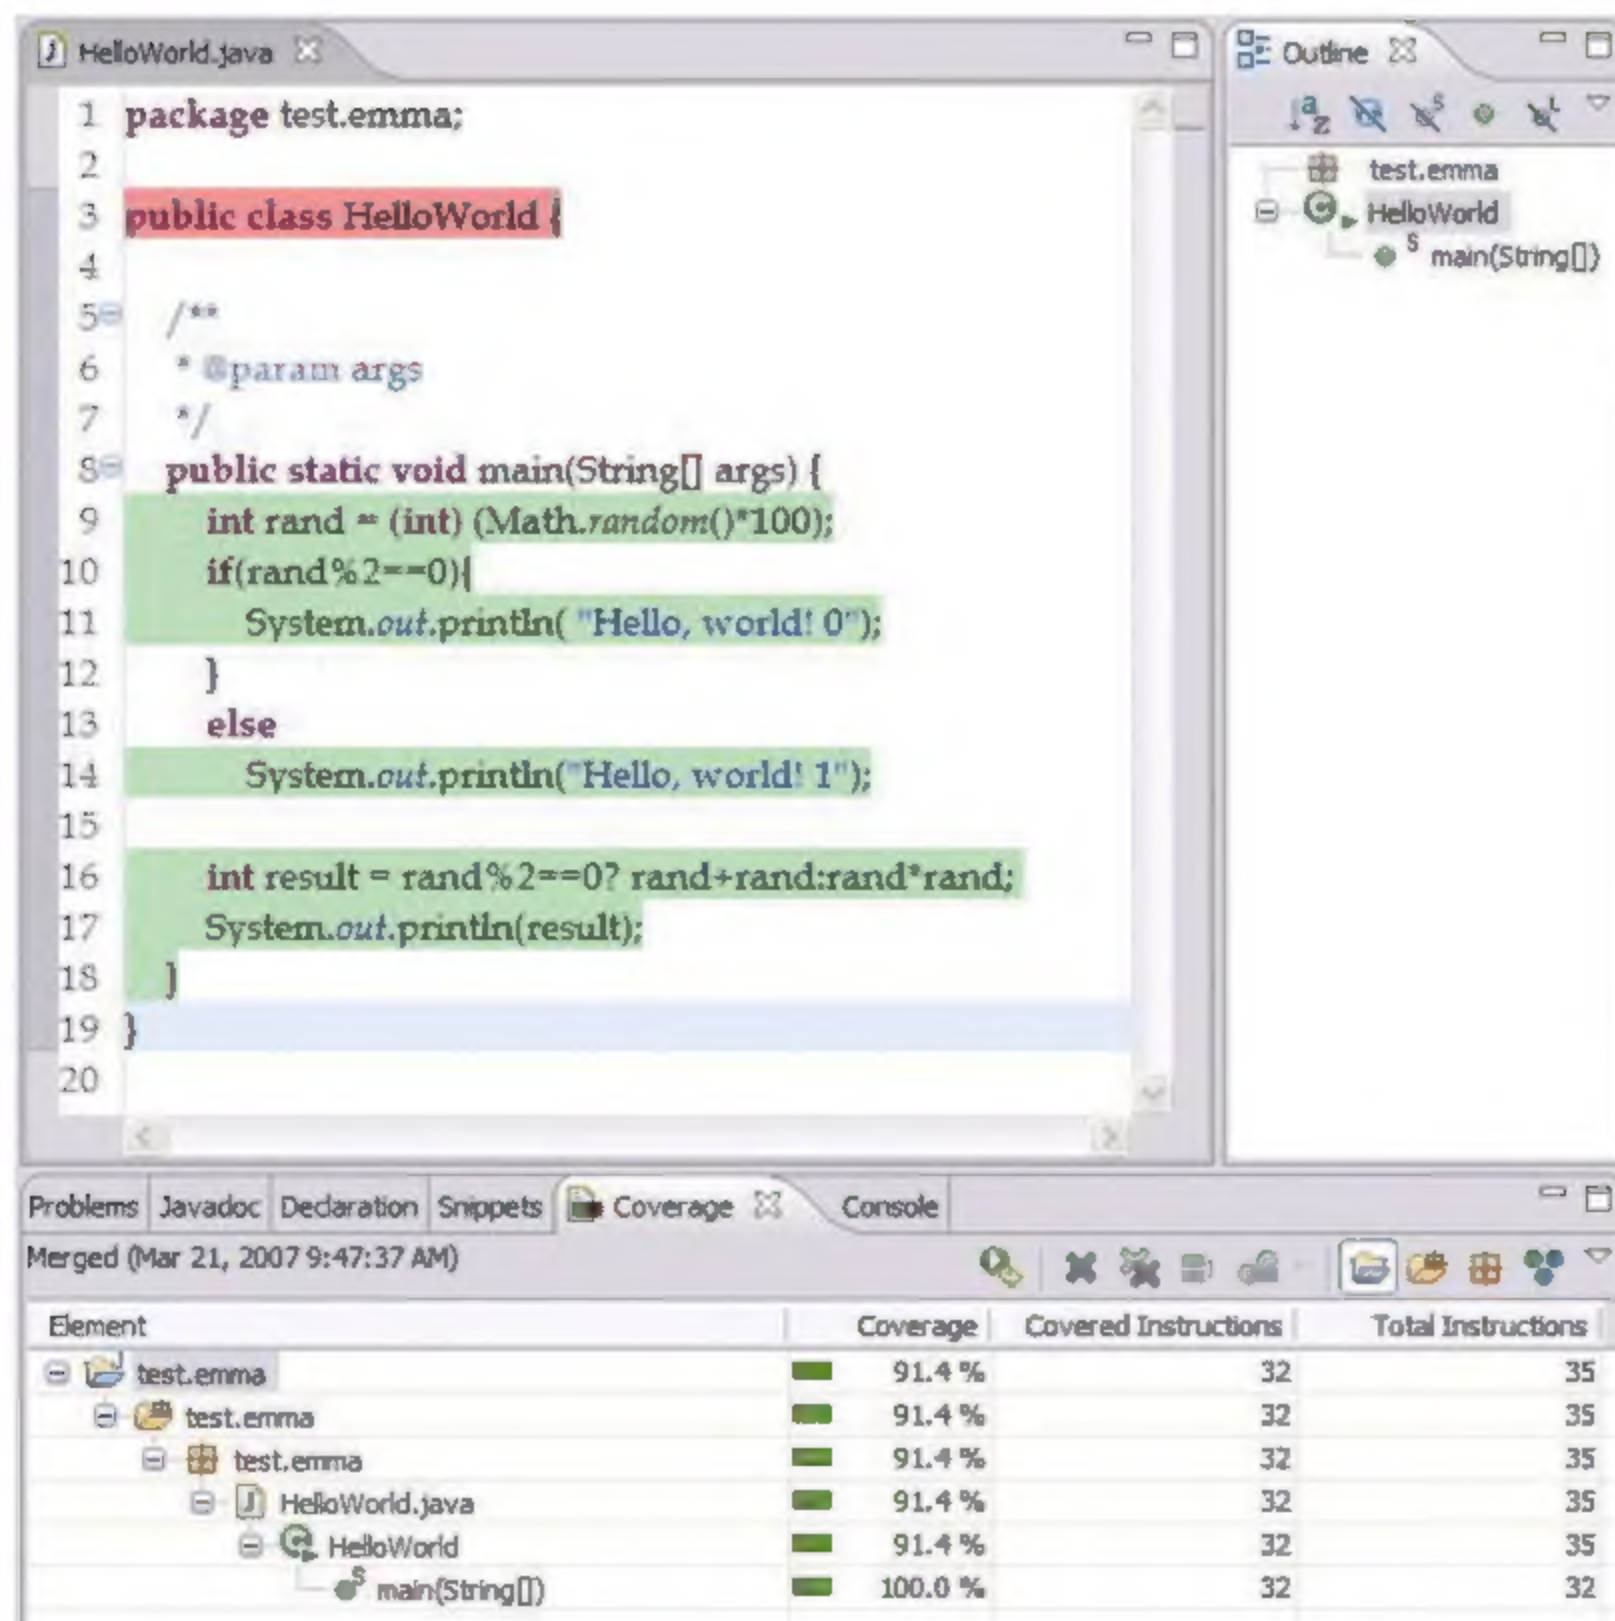 HelloWorld.java
1 package test.emma;
2
3 public class HelloWorld {
4
5 /**
6 * @param args
7 */
8 public static void main(String[] args) {
9 int rand = (int) (Math.random()*100);
10 if(rand%2==0){
11 System.out.println( "Hello, world! 0");
12 }
13 else
14 System.out.println("Hello, world! 1");
15
16 int result = rand%2==0? rand+rand:rand*rand;
17 System.out.println(result);
18 }
19 }
20
Outline
test.emma
HelloWorld
main(String[])
Problems Javadoc Declaration Snippets Coverage Console
Merged (Mar 21, 2007 9:47:37 AM)
Element Coverage Covered Instructions Total Instructions
test.emma 91.4 % 32 35
test.emma 91.4 % 32 35
test.emma 91.4 % 32 35
HelloWorld.java 91.4 % 32 35
HelloWorld 91.4 % 32 35
main(String[]) 100.0 % 32 32